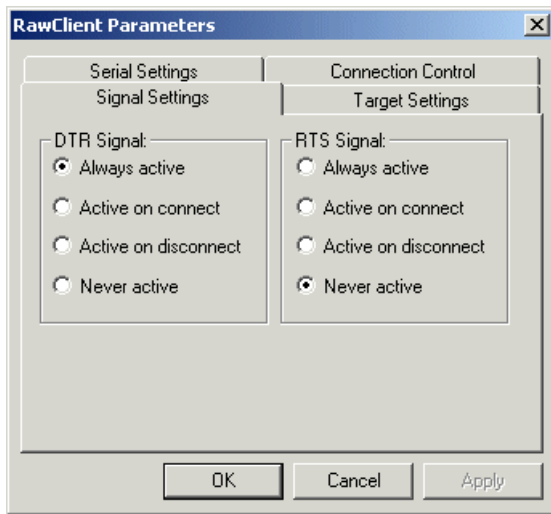 RawClient Parameters
Serial Settings
Connection Control
Signal Settings
Target Settings
DTR Signal:
Always active
Active on connect
Active on disconnect
Never active
RTS Signal:
Always active
Active on connect
Active on disconnect
Never active
OK
Cancel
Apply